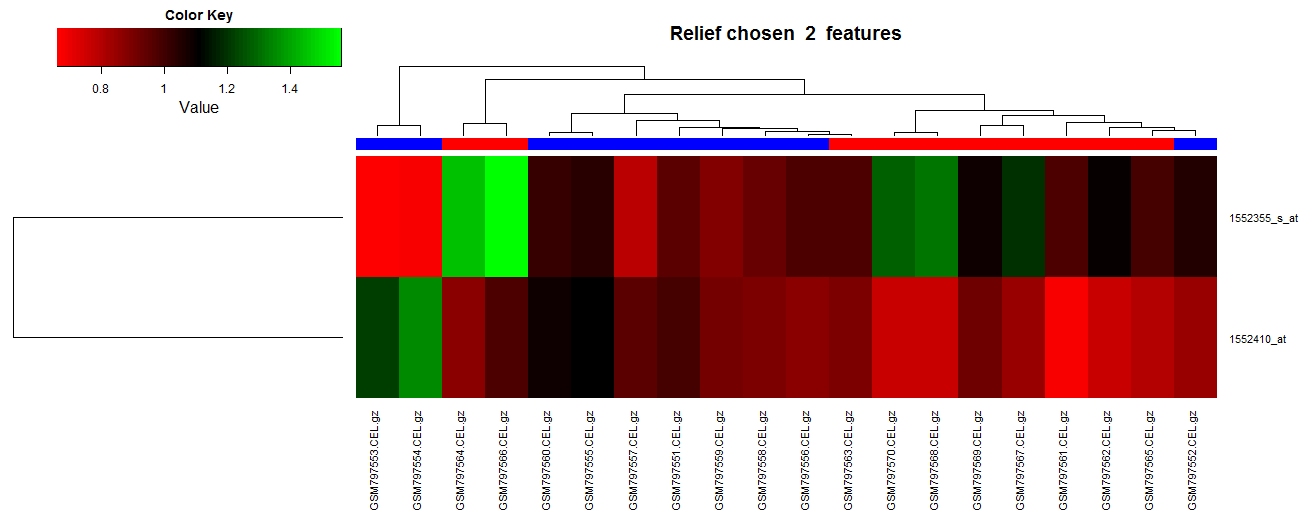 Color Key
0.8 1 1.2 1.4
Value
Relief chosen 2 features
1552355_s_at
1552410_at
GSM797553.CEL.gz
GSM797554.CEL.gz
GSM797564.CEL.gz
GSM797566.CEL.gz
GSM797560.CEL.gz
GSM797555.CEL.gz
GSM797557.CEL.gz
GSM797551.CEL.gz
GSM797559.CEL.gz
GSM797558.CEL.gz
GSM797556.CEL.gz
GSM797563.CEL.gz
GSM797570.CEL.gz
GSM797568.CEL.gz
GSM797569.CEL.gz
GSM797567.CEL.gz
GSM797561.CEL.gz
GSM797562.CEL.gz
GSM797565.CEL.gz
GSM797552.CEL.gz